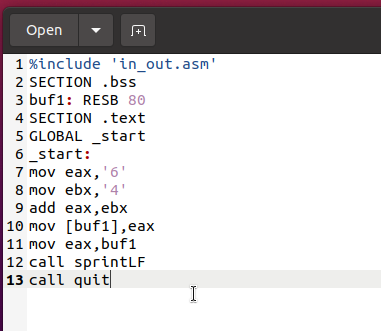 Open
1 %include 'in_out.asm'
2 SECTION .bss
3 buf1: RESB 80
4 SECTION .text
5 GLOBAL _start
6 _start:
7 mov eax,'6'
8 mov ebx,'4'
9 add eax,ebx
10 mov [buf1],eax
11 mov eax,buf1
12 call sprintLF
13 call quit